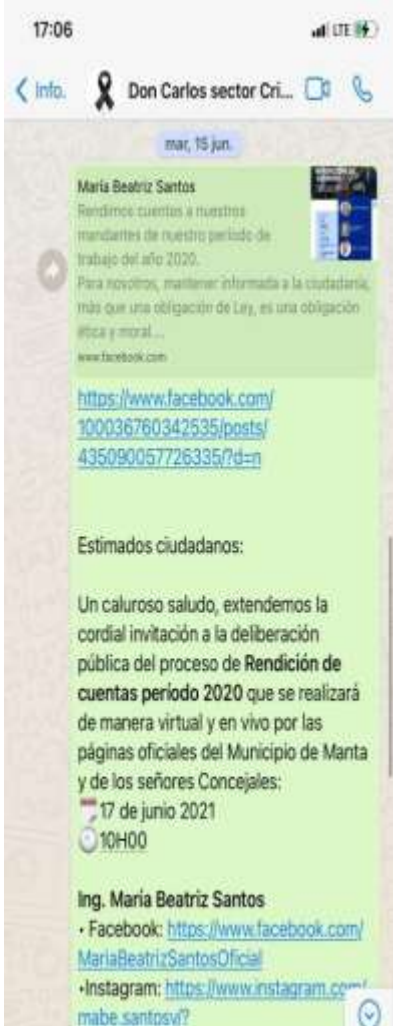 17:06
LTE
Info.
Don Carlos sector Cri...
mar, 15 jun.
María Beatriz Santos
Rendimos cuentas a nuestros
mandantes de nuestro periodo de
trabajo del año 2020.
Para nosotros, mantener informada a la ciudadanía,
más que una obligación de Ley, es una obligación
ética y moral...
www.facebook.com
https://www.facebook.com/
100036760342535/posts/
435090057726335/?d=n
Estimados ciudadanos:
Un caluroso saludo, extendemos la
cordial invitación a la deliberación
pública del proceso de Rendición de
cuentas período 2020 que se realizará
de manera virtual y en vivo por las
páginas oficiales del Municipio de Manta
y de los señores Concejales:
📅17 de junio 2021
🕙10H00
Ing. María Beatriz Santos
• Facebook: https://www.facebook.com/
MariaBeatrizSantosOficial
•Instagram: https://www.instagram.com/
mabe.santosvi?